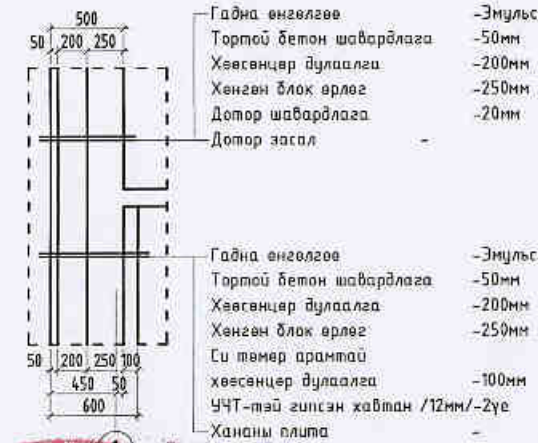 500
50 200 250
Гадна өнгөлгөө -Эмульс
Тортой бетон шавардлага -50мм
Хөөсөнцөр дулаалга -200мм
Хөнгөн блок өрлөг -250мм
Дотор шавардлага -20мм
Дотор засал -
Гадна өнгөлгөө -Эмульс
Тортой бетон шавардлага -50мм
Хөөсөнцөр дулаалга -200мм
Хөнгөн блок өрлөг -250мм
Си төмөр арамтай
хөөсөнцөр дулаалга -100мм
УЧТ-тэй гипсэн хавтан /12мм/-2үе
Хананы плита -
50 200 250 100
450 50
600